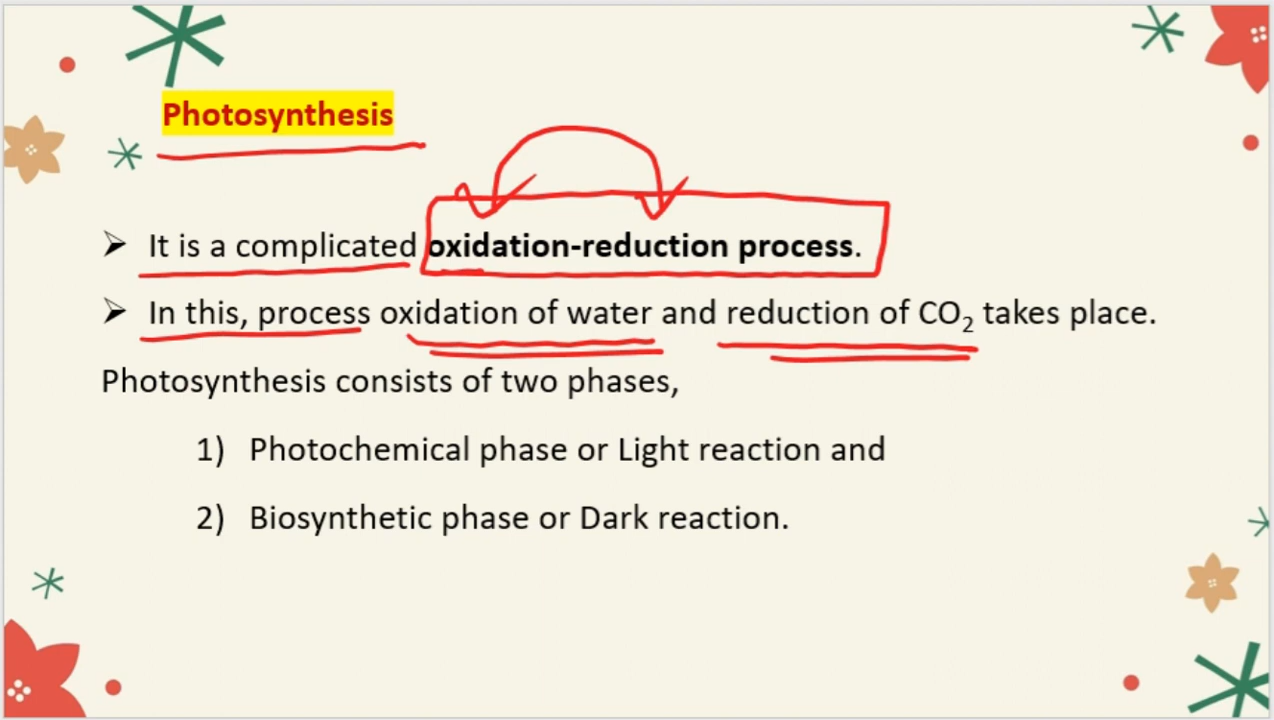 Photosynthesis
➢ It is a complicated oxidation-reduction process.
➢ In this, process oxidation of water and reduction of CO₂ takes place.
Photosynthesis consists of two phases,
1) Photochemical phase or Light reaction and
2) Biosynthetic phase or Dark reaction.